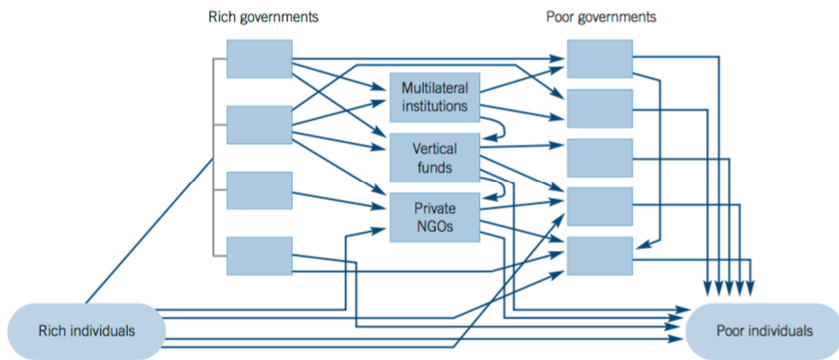 Rich governments
Poor governments
Multilateral
institutions
Vertical
funds
Private
NGOs
Rich individuals
Poor individuals